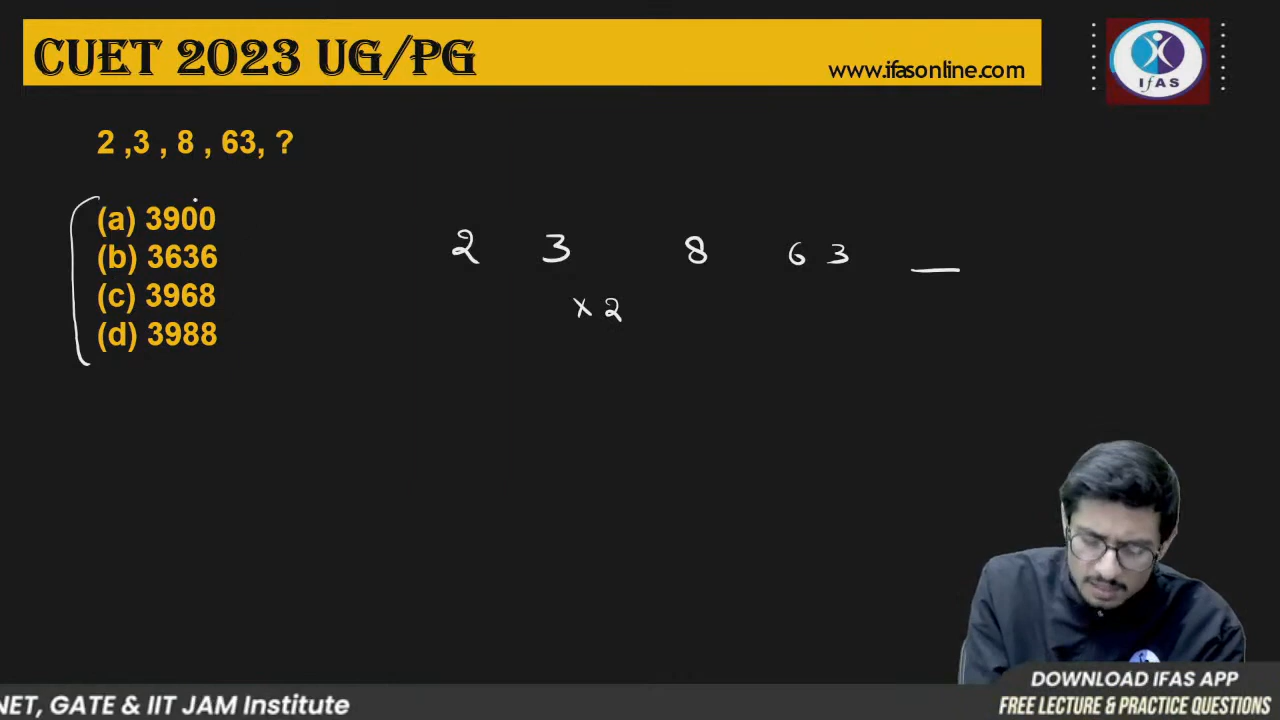 CUET 2023 UG/PG
www.ifasonline.com
IfAS
2 ,3 , 8 , 63, ?
(a) 3900
(b) 3636
(c) 3968
(d) 3988
2 3 8 63 __
× 2
DOWNLOAD IFAS APP
NET, GATE & IIT JAM Institute
FREE LECTURE & PRACTICE QUESTIONS